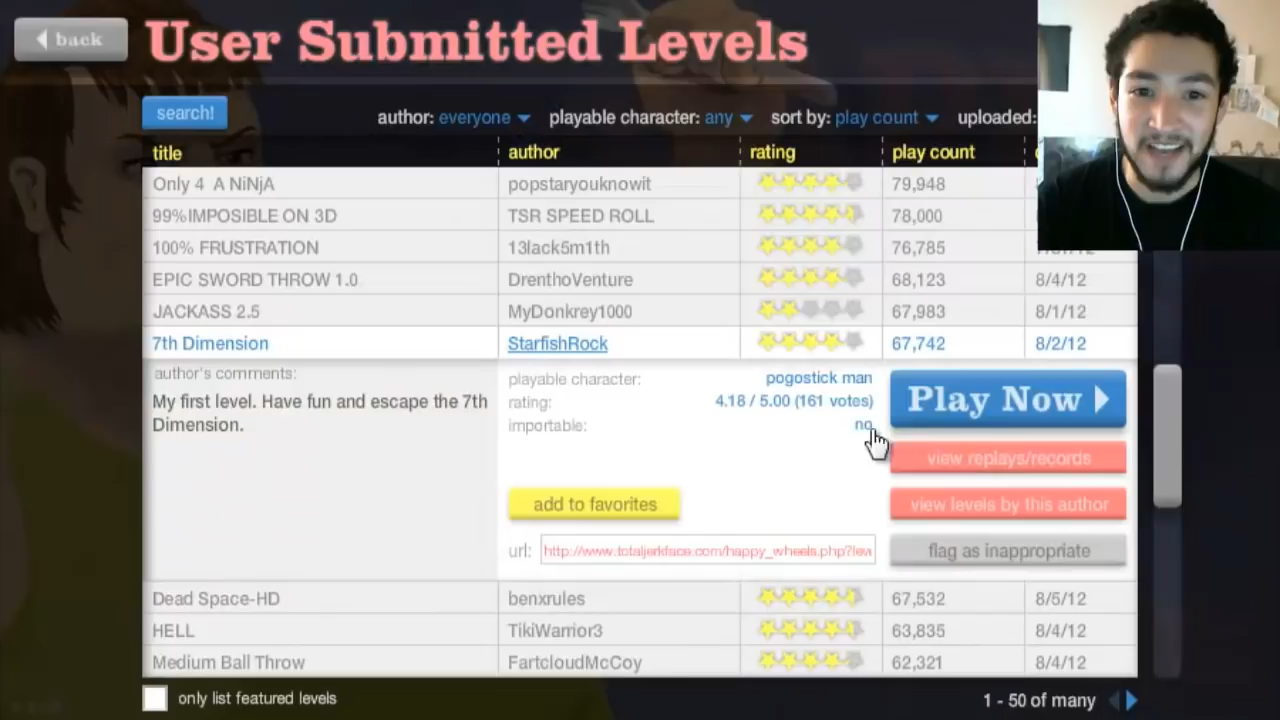 back
User Submitted Levels
search!
author: everyone playable character: any sort by: play count uploaded:
title author rating play count
Only 4 A NiNjA popstaryouknowit 79,948
99%IMPOSIBLE ON 3D TSR SPEED ROLL 78,000
100% FRUSTRATION 13lack5m1th 76,785
EPIC SWORD THROW 1.0 DrenthoVenture 68,123 8/4/12
JACKASS 2.5 MyDonkrey1000 67,983 8/1/12
7th Dimension StarfishRock 67,742 8/2/12
author's comments:
My first level. Have fun and escape the 7th
Dimension.
playable character: pogostick man
rating: 4.18 / 5.00 (161 votes)
importable: no
Play Now
view replays/records
view levels by this author
add to favorites
url: http://www.totaljerkface.com/happy_wheels.php?lev
flag as inappropriate
Dead Space-HD benxrules 67,532 8/5/12
HELL TikiWarrior3 63,835 8/4/12
Medium Ball Throw FartcloudMcCoy 62,321 8/4/12
only list featured levels
1 - 50 of many